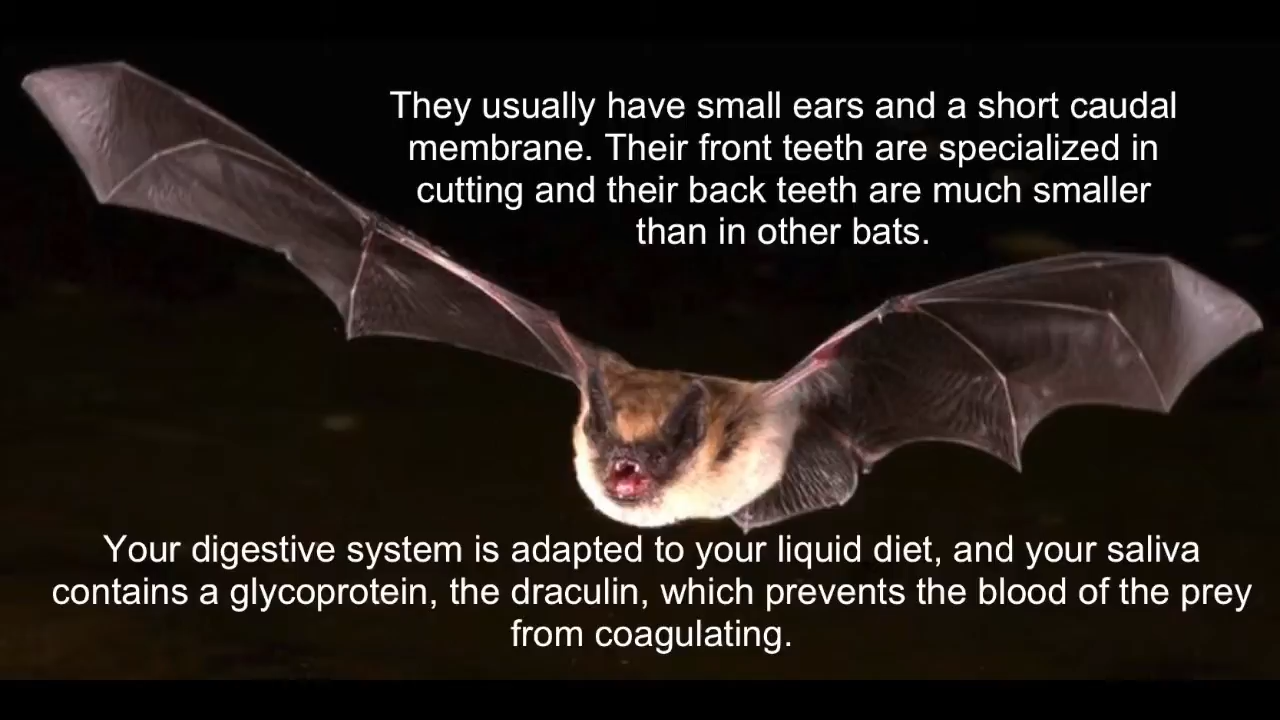 They usually have small ears and a short caudal
membrane. Their front teeth are specialized in
cutting and their back teeth are much smaller
than in other bats.
Your digestive system is adapted to your liquid diet, and your saliva
contains a glycoprotein, the draculin, which prevents the blood of the prey
from coagulating.